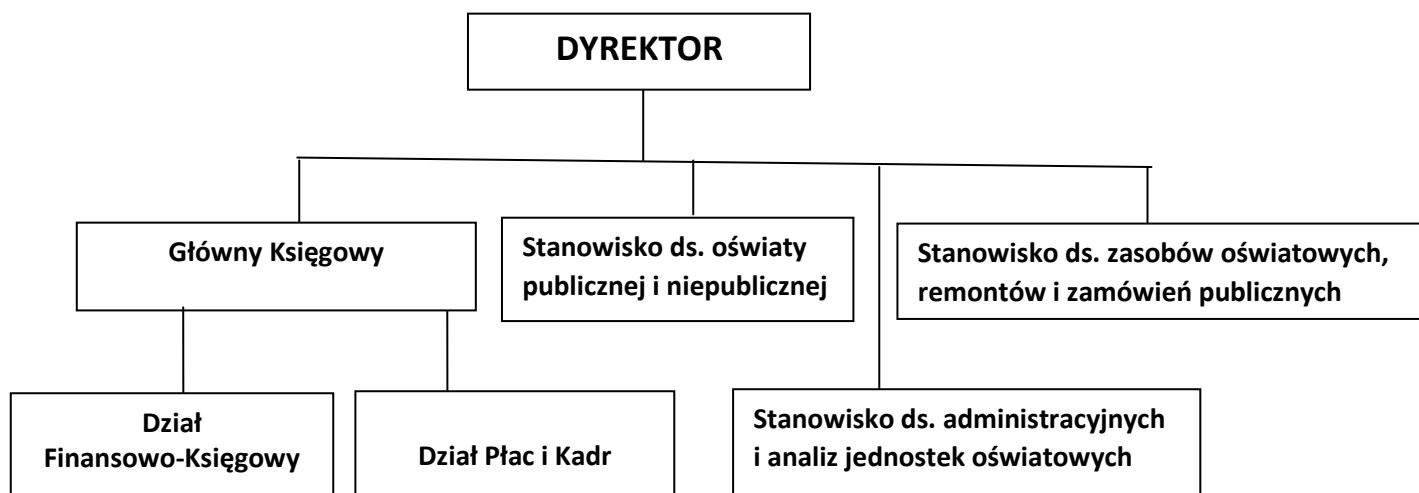 DYREKTOR
Główny Księgowy
Stanowisko ds. oświaty
publicznej i niepublicznej
Stanowisko ds. zasobów oświatowych,
remontów i zamówień publicznych
Dział
Finansowo-Księgowy
Dział Płac i Kadr
Stanowisko ds. administracyjnych
i analiz jednostek oświatowych